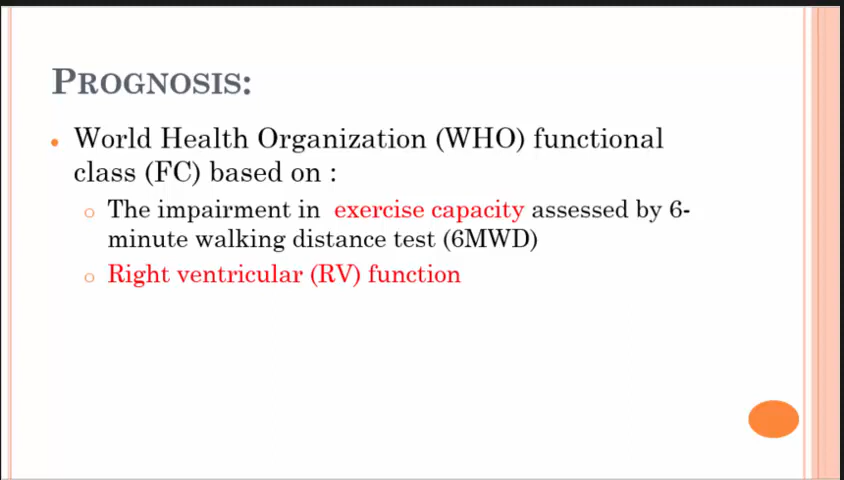 PROGNOSIS:
World Health Organization (WHO) functional
class (FC) based on :
The impairment in exercise capacity assessed by 6-
minute walking distance test (6MWD)
Right ventricular (RV) function